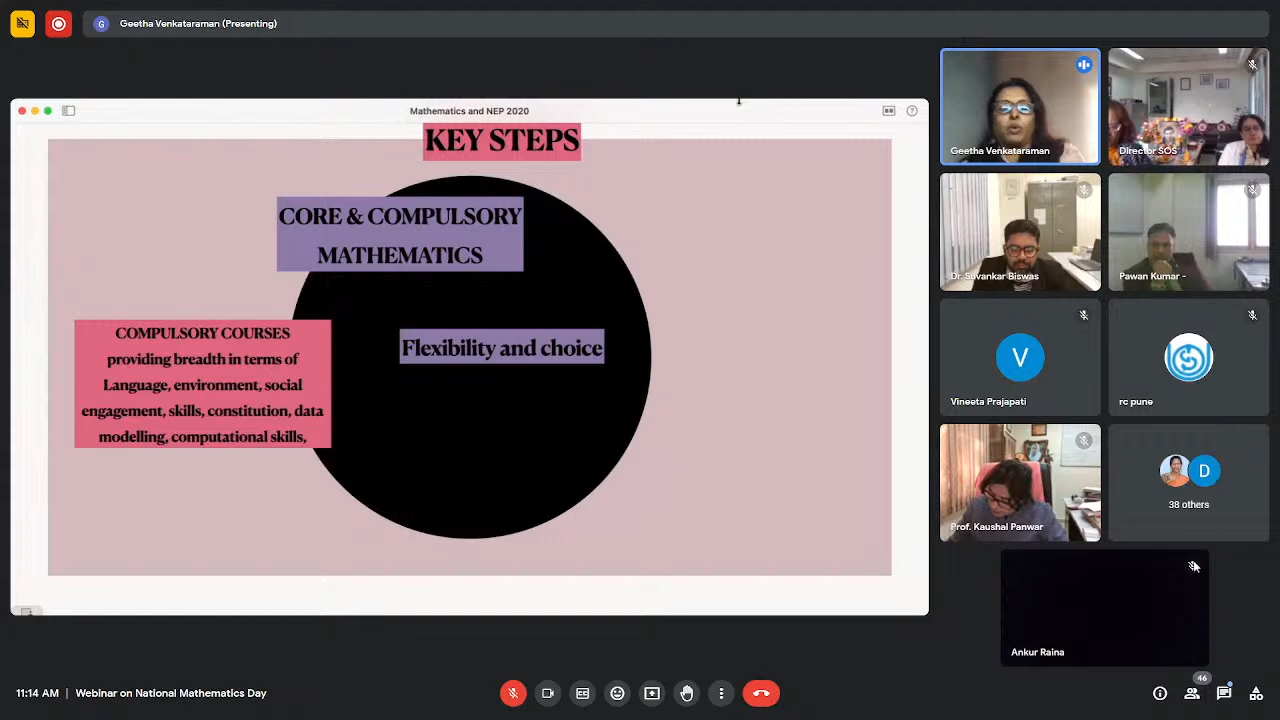 G Geetha Venkataraman (Presenting)
Mathematics and NEP 2020
KEY STEPS
CORE & COMPULSORY
MATHEMATICS
Flexibility and choice
COMPULSORY COURSES
providing breadth in terms of
Language, environment, social
engagement, skills, constitution, data
modelling, computational skills,
Geetha Venkataraman
Director SOS
Dr. Suvankar Biswas
Pawan Kumar -
V
Vineeta Prajapati
rc pune
Prof. Kaushal Panwar
D
38 others
Ankur Raina
11:14 AM | Webinar on National Mathematics Day
46